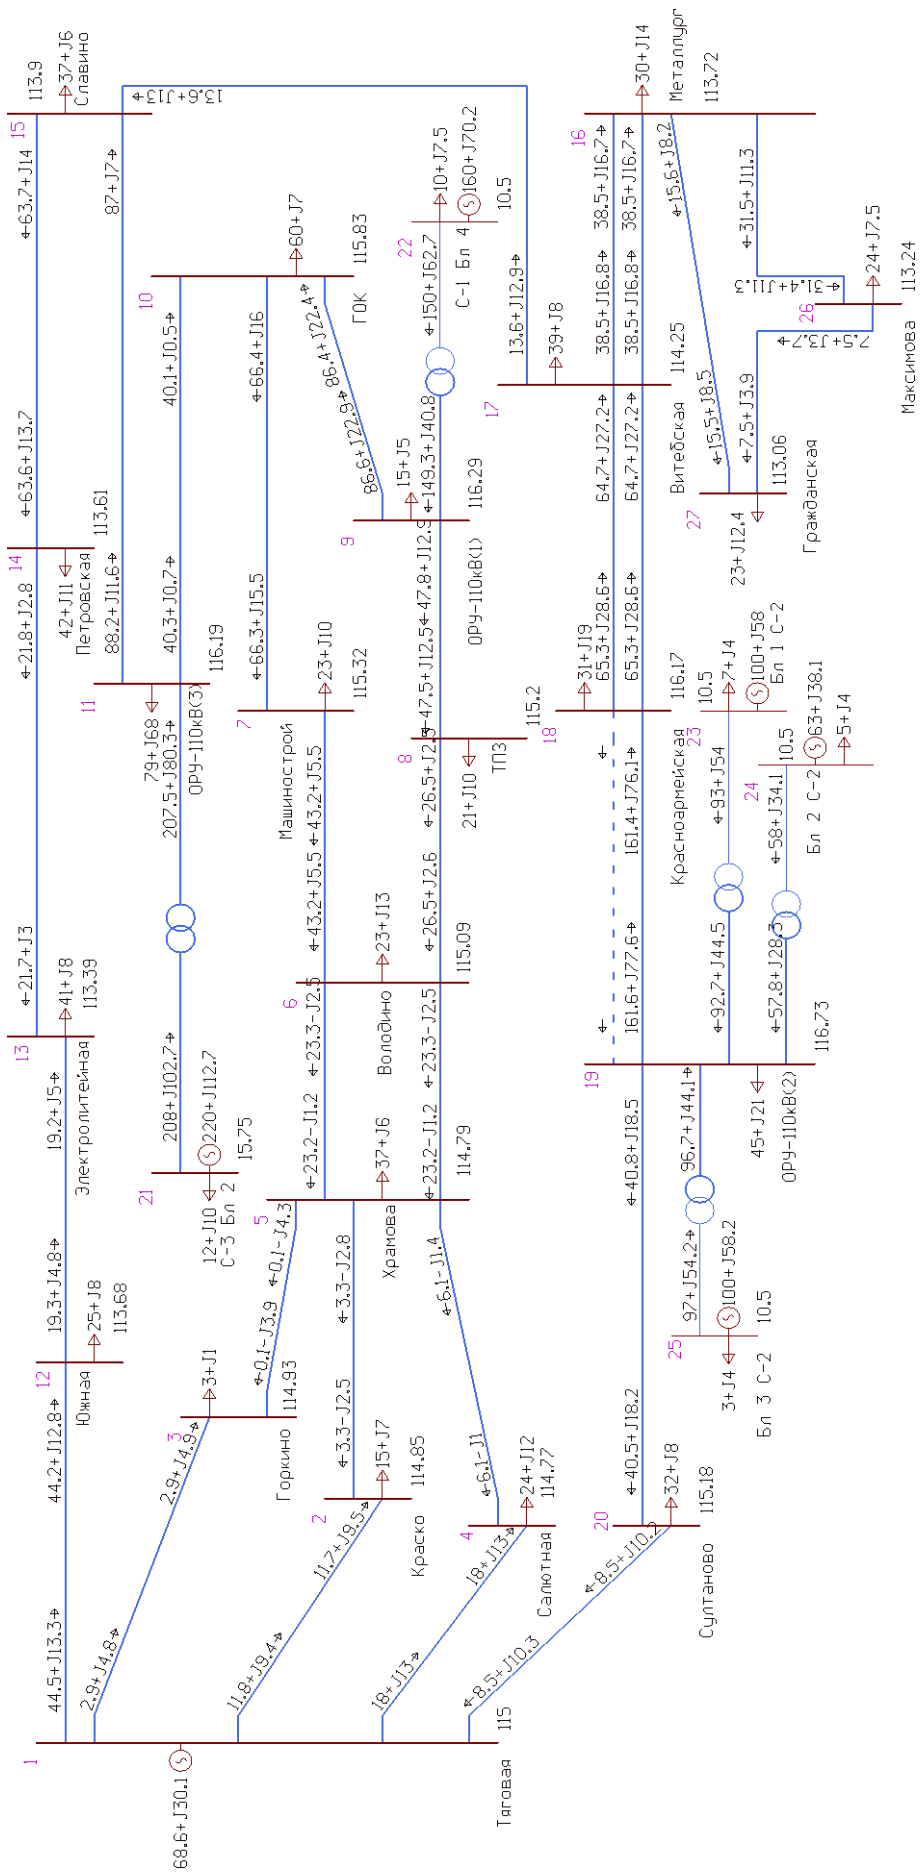 1
Тяговая
115
68.6+J30.1
44.5+J13.3
2.9+J4.8
11.8+J9.4
18+J13
8.5+J10.3
12
Южная
113.68
25+J8
44.2+J12.8
19.3+J4.8
3
Горкино
114.93
3+J1
2.9+J4.9
0.1-J3.9
2
Краско
114.85
15+J7
11.7+J9.5
3.3-J2.5
4
Салютная
114.77
24+J12
18+J13
6.1-J1
20
Султаново
115.18
32+J8
8.5+J10.2
40.5+J18.2
13
Электролитейная
113.39
41+J8
19.2+J5
21.7+J3
21
С-3 Бл 2
15.75
12+J10
220+J112.7
208+J102.7
5
Храмова
114.79
37+J6
0.1-J4.3
3.3-J2.8
6.1-J1.4
23.2-J1.2
23.2-J1.2
25
Бл 3 С-2
10.5
3+J4
100+J58.2
97+J54.2
6
Володино
115.09
23+J13
23.3-J2.5
23.3-J2.5
43.2+J5.5
26.5+J2.6
19
ОРУ-110кВ(2)
116.73
45+J21
40.8+J18.5
96.7+J44.1
161.6+J77.6
92.7+J44.5
57.8+J28.3
14
Петровская
113.61
42+J11
21.8+J2.8
63.6+J13.7
11
ОРУ-110кВ(3)
116.19
79+J68
207.5+J80.3
88.2+J11.6
40.3+J0.7
7
Машинострой
115.32
23+J10
43.2+J5.5
66.3+J15.5
8
ТПЗ
115.2
21+J10
26.5+J2.5
47.5+J12.5
18
Красноармейская
116.17
31+J19
161.4+J76.1
65.3+J28.6
65.3+J28.6
23
Бл 1 С-2
10.5
7+J4
100+J58
93+J54
24
Бл 2 С-2
10.5
5+J4
63+J38.1
58+J34.1
9
ОРУ-110кВ(1)
116.29
15+J5
47.8+J12.9
86.6+J22.9
149.3+J40.8
27
Гражданская
113.06
23+J12.4
15.5+J8.5
7.5+J3.9
10
ГОК
115.83
60+J7
40.1+J0.5
66.4+J16
86.4+J22.4
17
Витебская
114.25
39+J8
64.7+J27.2
64.7+J27.2
38.5+J16.8
38.5+J16.8
13.6+J12.9
22
С-1 Бл 4
10.5
10+J7.5
160+J70.2
150+J62.7
26
Максимова
113.24
24+J7.5
7.5+J3.7
31.4+J11.3
15
Славино
113.9
37+J6
63.7+J14
87+J7
13.6+J13
16
Металлург
113.72
30+J14
38.5+J16.7
38.5+J16.7
15.6+J8.2
31.5+J11.3